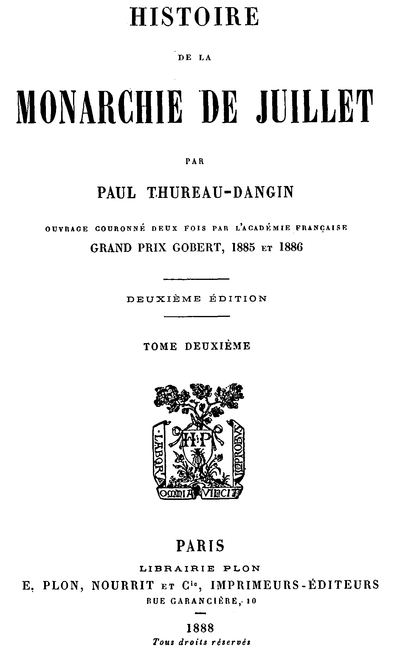 HISTOIRE
DE LA
MONARCHIE DE JUILLET
PAR
PAUL THUREAU-DANGIN
OUVRAGE COURONNÉ DEUX FOIS PAR L'ACADÉMIE FRANÇAISE
GRAND PRIX GOBERT, 1885 ET 1886
DEUXIÈME ÉDITION
TOME DEUXIÈME
LABOR
HP
IMPROBUS
OMNIA VINCIT
PARIS
LIBRAIRIE PLON
E. PLON, NOURRIT ET Cie, IMPRIMEURS-ÉDITEURS
RUE GARANCIÈRE, 10
1888
Tous droits réservés